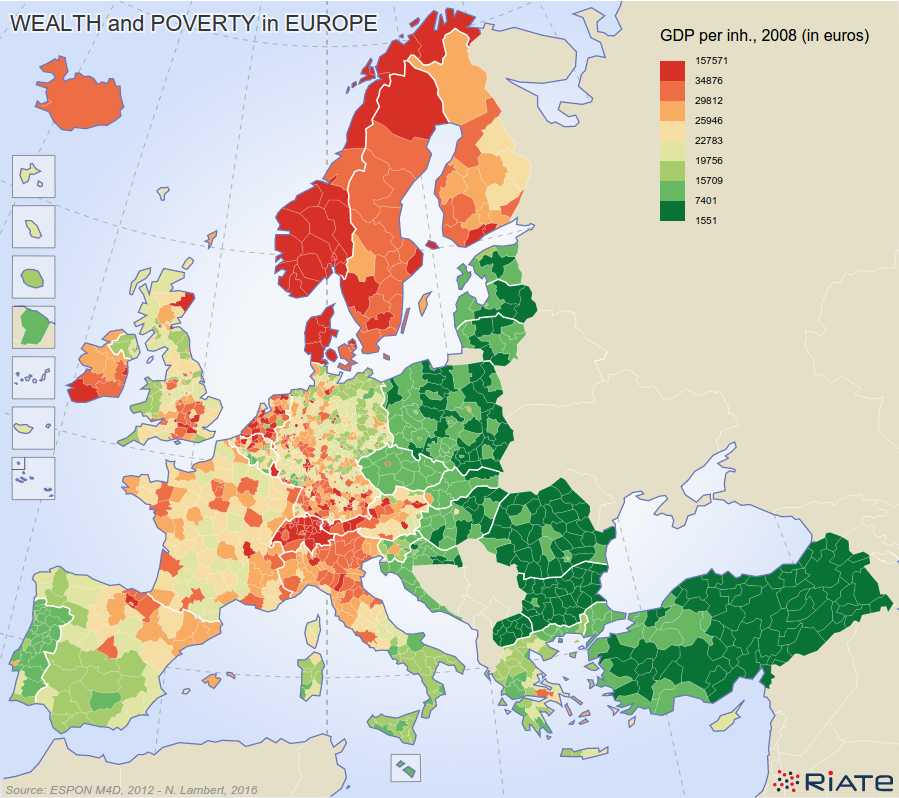 WEALTH and POVERTY in EUROPE
GDP per inh., 2008 (in euros)
157571
34876
29812
25946
22783
19756
15709
7401
1551
Source: ESPON M4D, 2012 - N. Lambert, 2016
RIATE